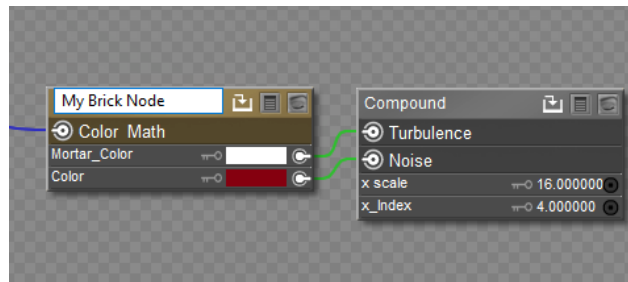 My Brick Node
Color Math
Mortar_Color
Color
Compound
Turbulence
Noise
x scale 16.000000
x_Index 4.000000